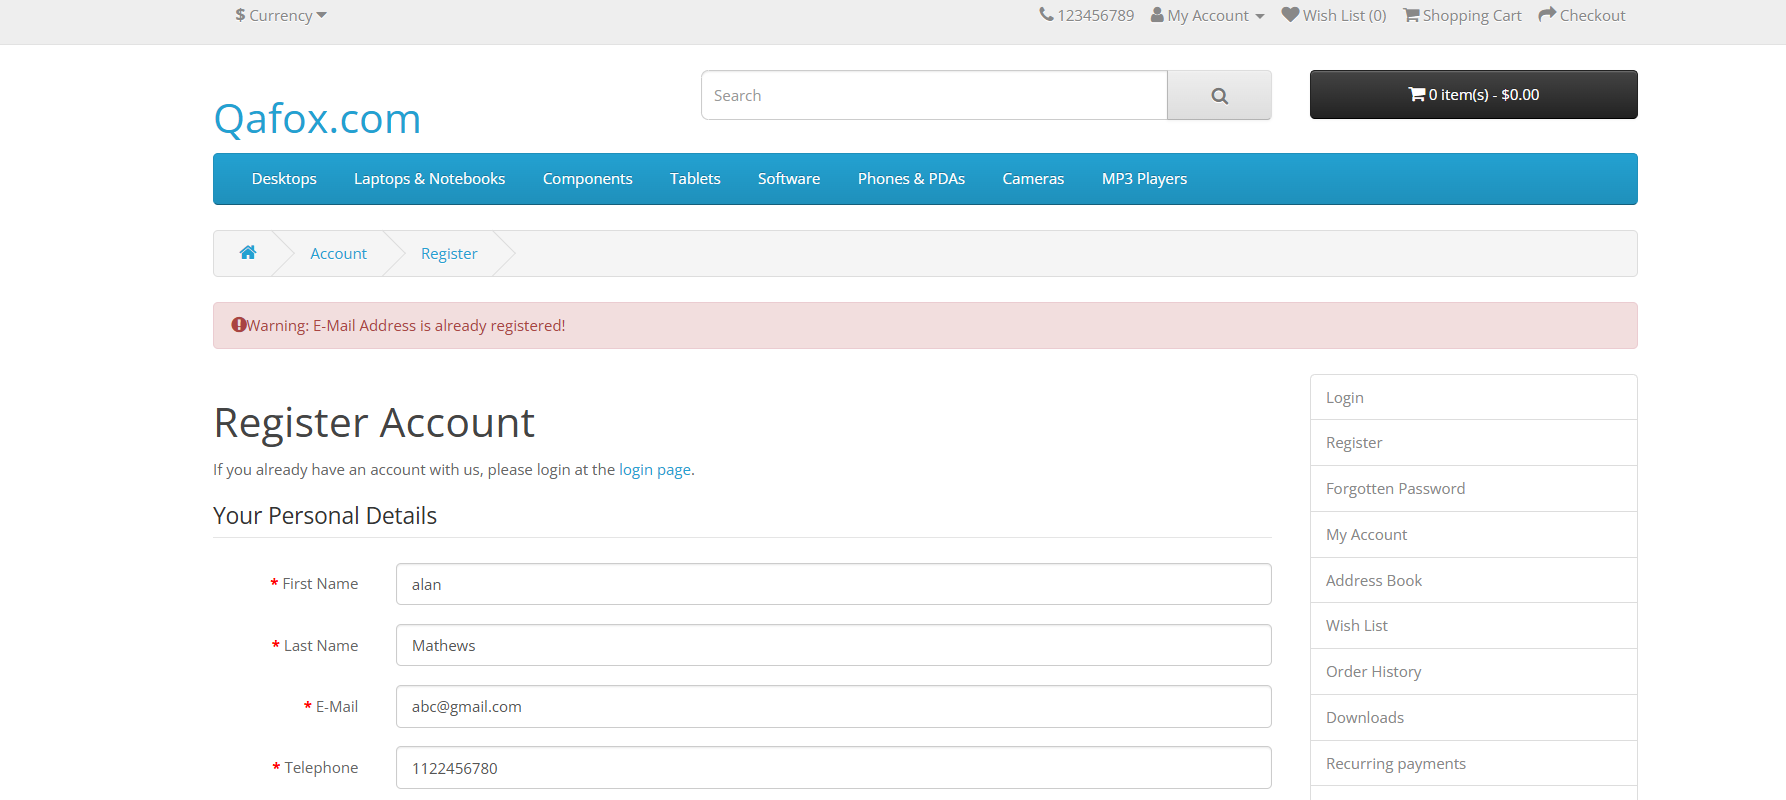 $ Currency
123456789 My Account Wish List (0) Shopping Cart Checkout
Qafox.com
Search
0 item(s) - $0.00
Desktops Laptops & Notebooks Components Tablets Software Phones & PDAs Cameras MP3 Players
Account Register
Warning: E-Mail Address is already registered!
Register Account
If you already have an account with us, please login at the login page.
Your Personal Details
* First Name alan
* Last Name Mathews
* E-Mail abc@gmail.com
* Telephone 1122456780
Login
Register
Forgotten Password
My Account
Address Book
Wish List
Order History
Downloads
Recurring payments